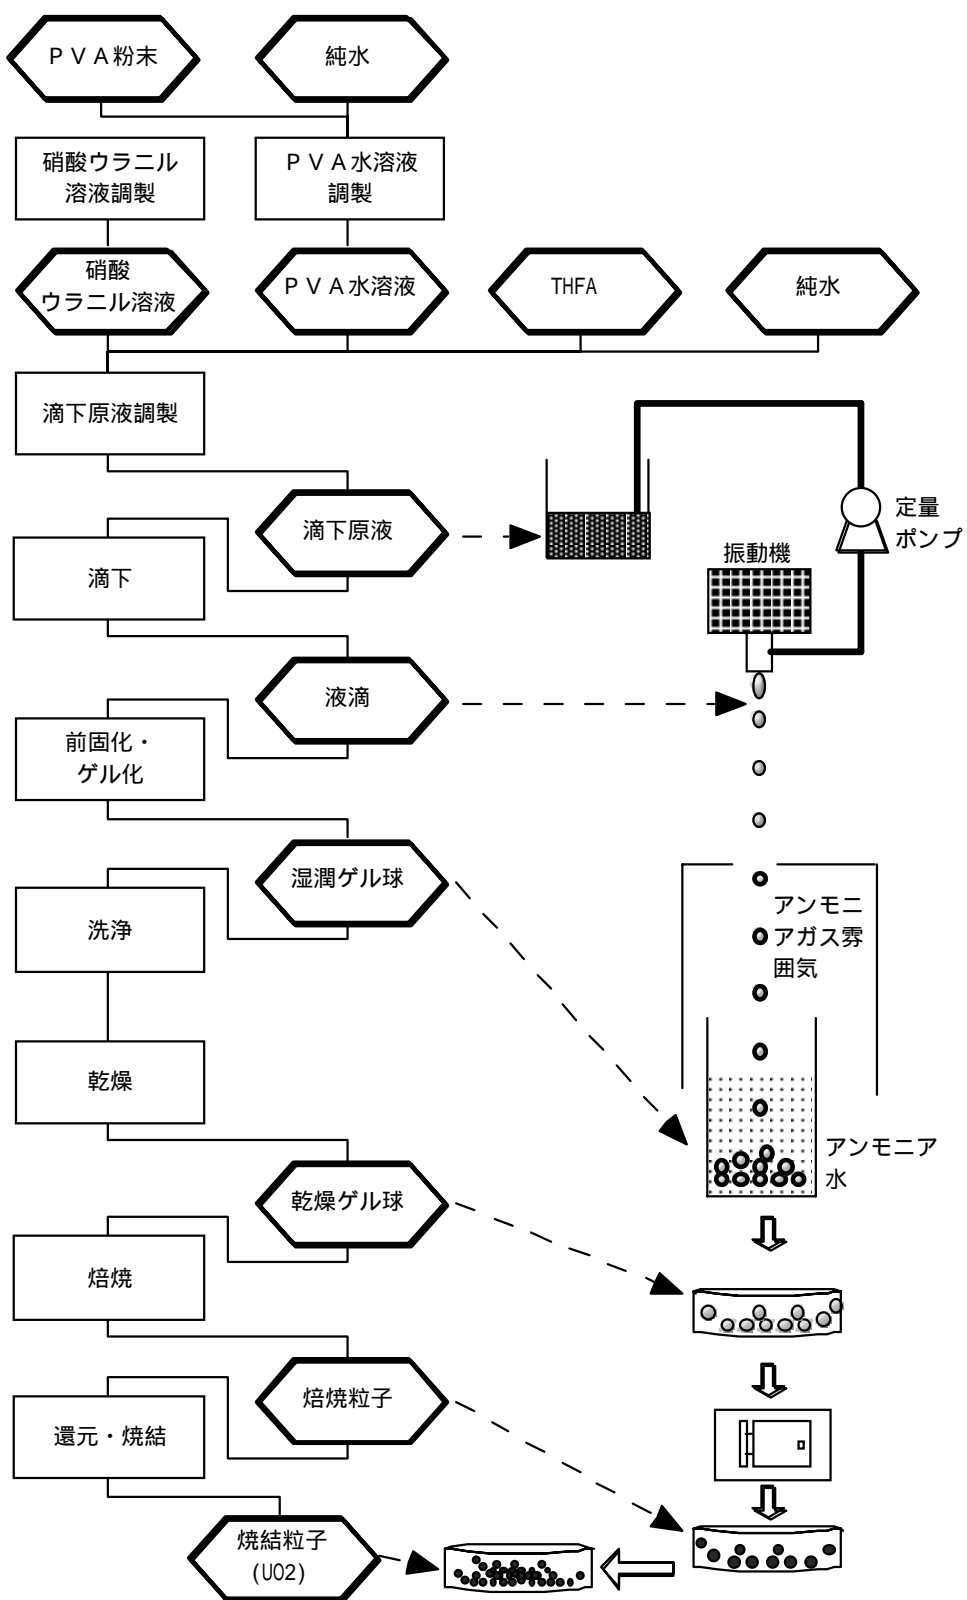 ＰＶＡ粉末
純水
硝酸ウラニル
溶液調製
ＰＶＡ水溶液
調製
硝酸
ウラニル溶液
ＰＶＡ水溶液
THFA
純水
滴下原液調製
滴下原液
定量
ポンプ
振動機
滴下
液滴
前固化・
ゲル化
湿潤ゲル球
アンモニ
アガス雰
囲気
洗浄
乾燥
アンモニア
水
乾燥ゲル球
焙焼
焙焼粒子
還元・焼結
焼結粒子
(UO2)